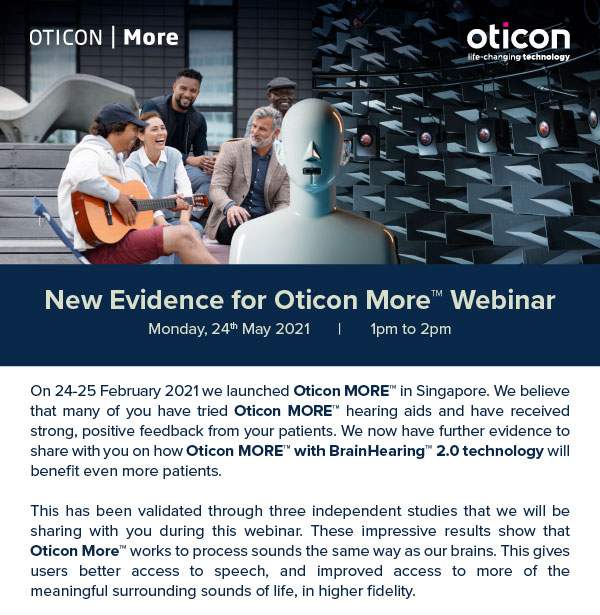 OTICON | More
oticon
life-changing technology
New Evidence for Oticon More™ Webinar
Monday, 24th May 2021 | 1pm to 2pm
On 24-25 February 2021 we launched Oticon MORE™ in Singapore. We believe
that many of you have tried Oticon MORE™ hearing aids and have received
strong, positive feedback from your patients. We now have further evidence to
share with you on how Oticon MORE™ with BrainHearing™ 2.0 technology will
benefit even more patients.
This has been validated through three independent studies that we will be
sharing with you during this webinar. These impressive results show that
Oticon More™ works to process sounds the same way as our brains. This gives
users better access to speech, and improved access to more of the
meaningful surrounding sounds of life, in higher fidelity.